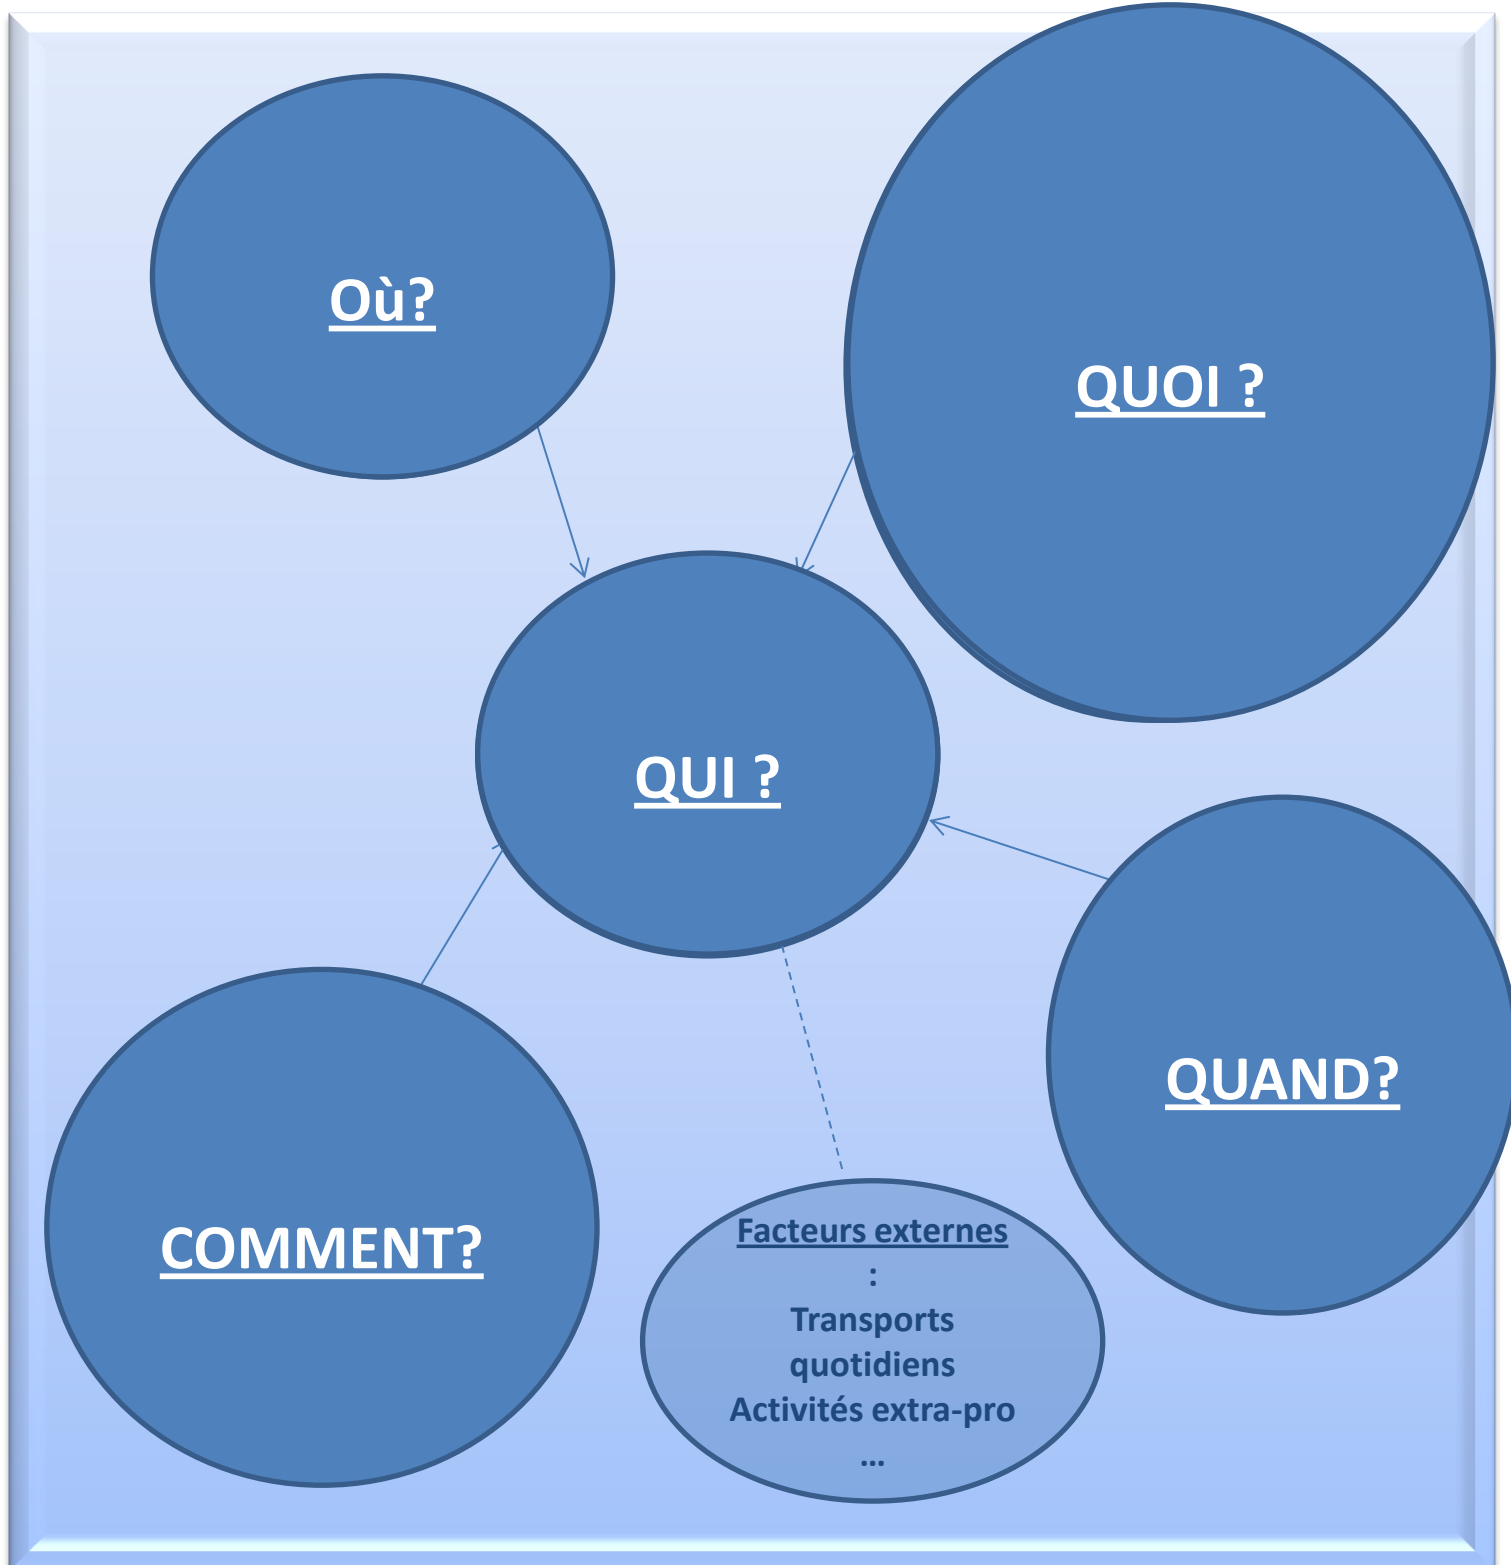 Où?
QUOI ?
QUI ?
QUAND?
COMMENT?
Facteurs externes
:
Transports
quotidiens
Activités extra-pro
...